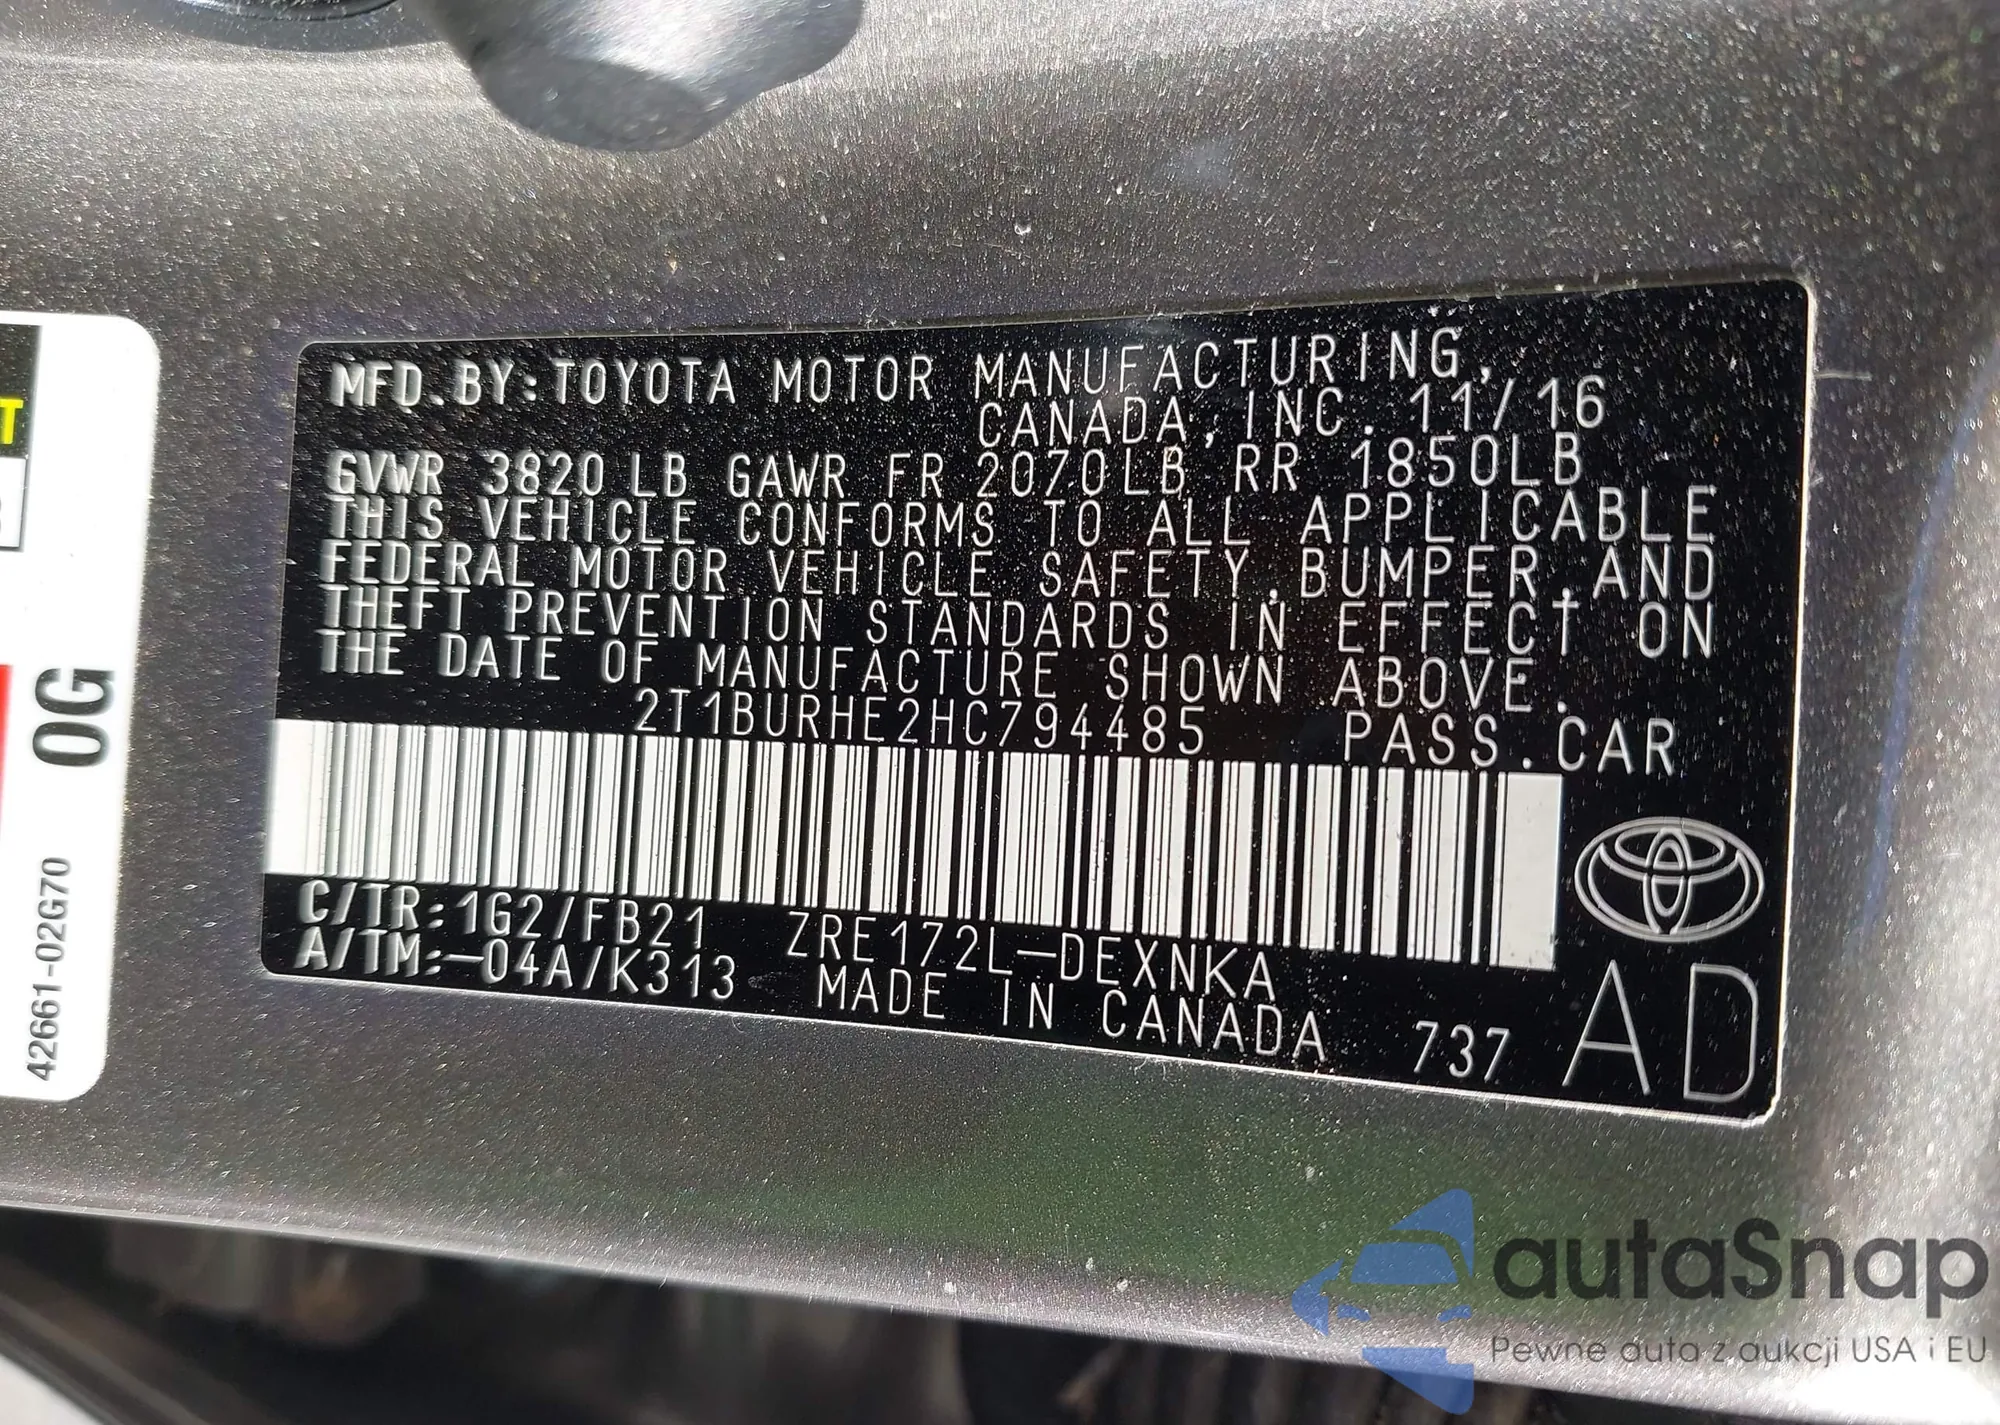 MFD.BY:TOYOTA MOTOR MANUFACTURING,
CANADA, INC. 11/16
GVWR 3820LB GAWR FR 2070LB RR 1850LB
THIS VEHICLE CONFORMS TO ALL APPLICABLE
FEDERAL MOTOR VEHICLE SAFETY,BUMPER,AND
THEFT PREVENTION STANDARDS IN EFFECT ON
THE DATE OF MANUFACTURE SHOWN ABOVE.
2T1BURHE2HC794485 PASS.CAR
C/TR:1G2/FB21 ZRE172L-DEXNKA
A/TM:-04A/K313 MADE IN CANADA 737 AD
T
0G
42661-02G70
autaSnap
Pewne auta z aukcji USA i EU